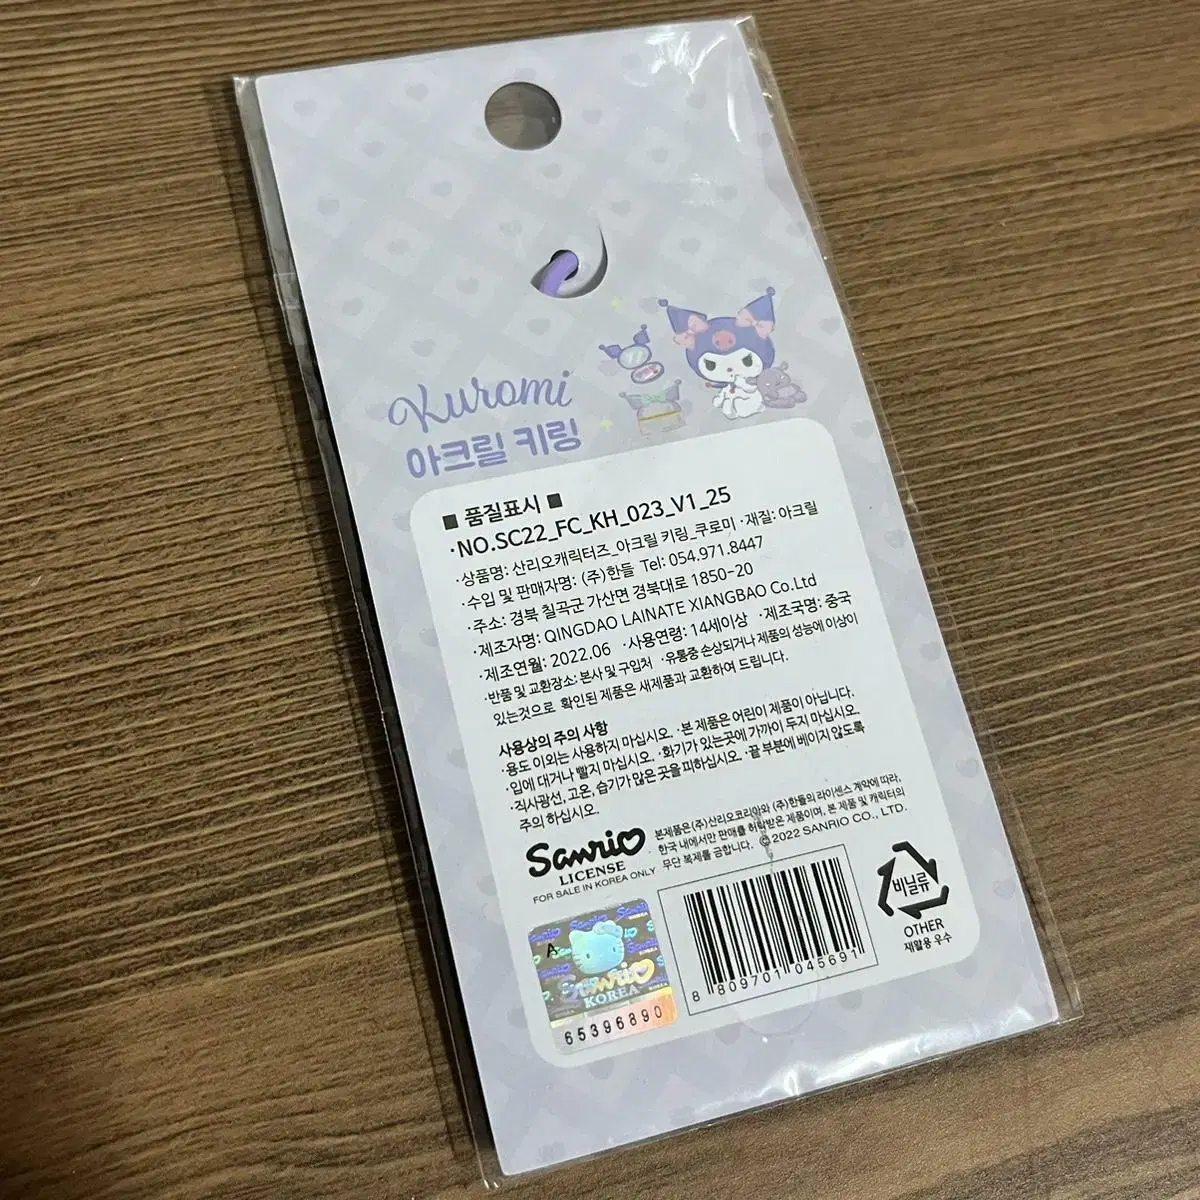 Kuromi
아크릴 키링
■ 품질표시 ■
·NO.SC22_FC_KH_023_V1_25
·상품명: 산리오캐릭터즈_아크릴 키링_쿠로미 ·재질: 아크릴
·수입 및 판매자명: (주)한들 Tel: 054.971.8447
·주소: 경북 칠곡군 가산면 경북대로 1850-20
·제조자명: QINGDAO LAINATE XIANGBAO Co.Ltd
·제조연월: 2022.06 ·사용연령: 14세이상 ·제조국명: 중국
·반품 및 교환장소: 본사 및 구입처 ·유통중 손상되거나 제품의 성능에 이상이
있는것으로 확인된 제품은 새제품과 교환하여 드립니다.
사용상의 주의 사항
·용도 이외는 사용하지 마십시오. ·본 제품은 어린이 제품이 아닙니다.
·입에 대거나 빨지 마십시오. ·화기가 있는곳에 가까이 두지 마십시오.
·직사광선, 고온, 습기가 많은 곳을 피하십시오. ·끝 부분에 베이지 않도록
주의 하십시오.
Sanrio
LICENSE
FOR SALE IN KOREA ONLY
본제품은 (주)산리오코리아와 (주)한들의 라이센스 계약에 따라,
한국 내에서만 판매를 허락받은 제품이며, 본 제품 및 캐릭터의
무단 복제를 금합니다. ©2022 SANRIO CO., LTD.
비닐류
OTHER
재활용 우수
A
Sanrio
KOREA
65396890
8 809701 045691